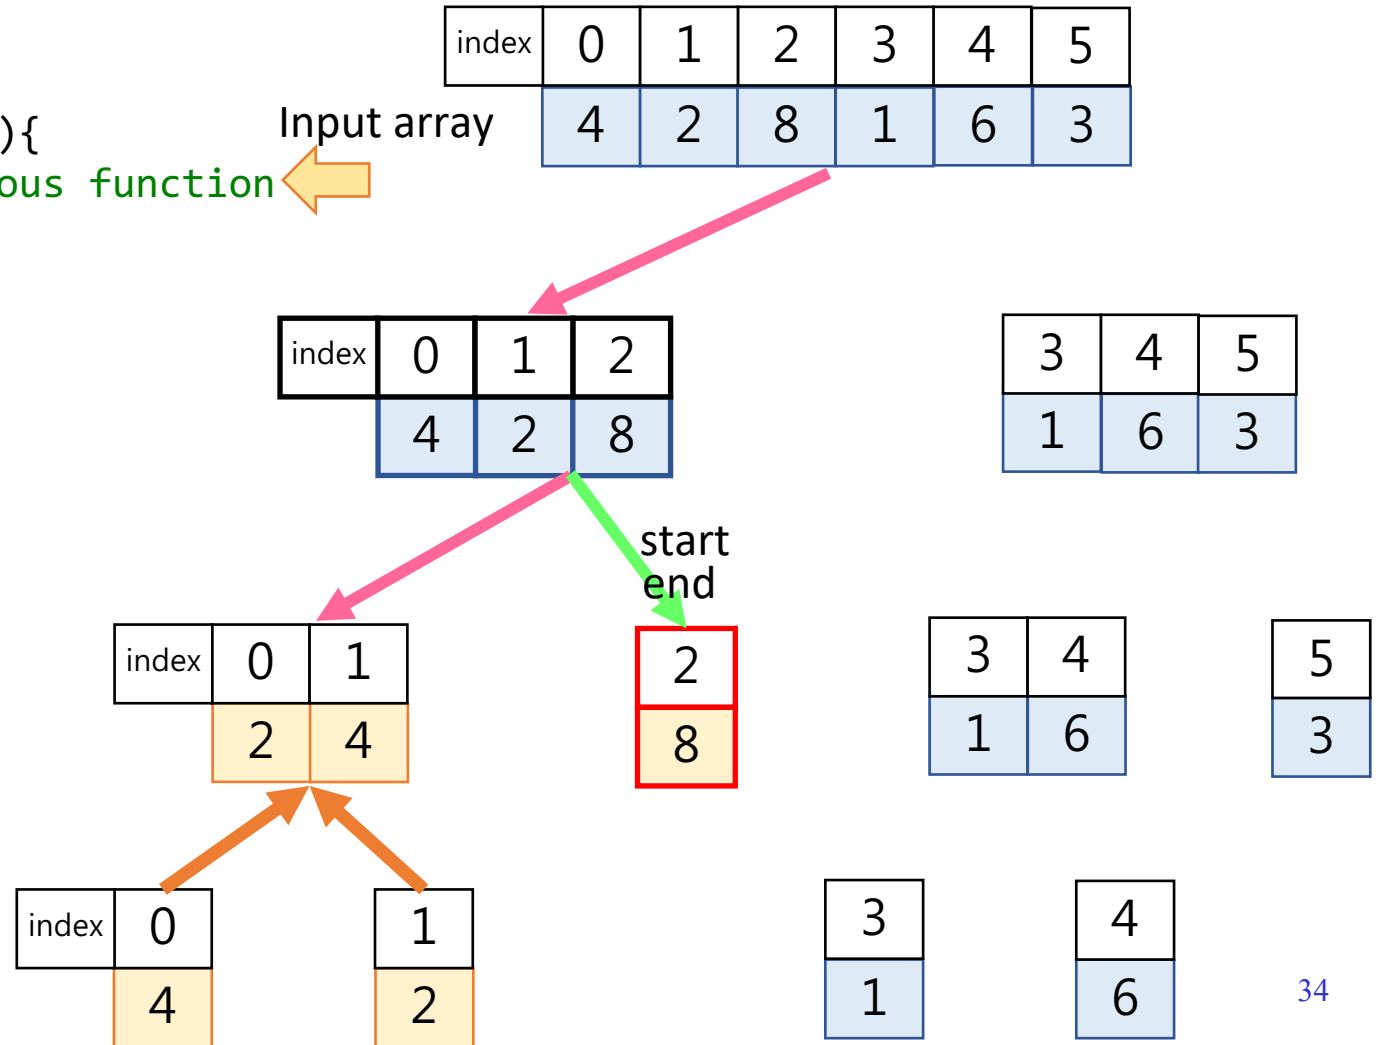 index 0 1 2 3 4 5
){
Input array 4 2 8 1 6 3
ous function
index 0 1 2
3 4 5
4 2 8
1 6 3
start
end
index 0 1
2
3 4
5
2 4
8
1 6
3
index 0
1
3
4
4
2
1
6
34